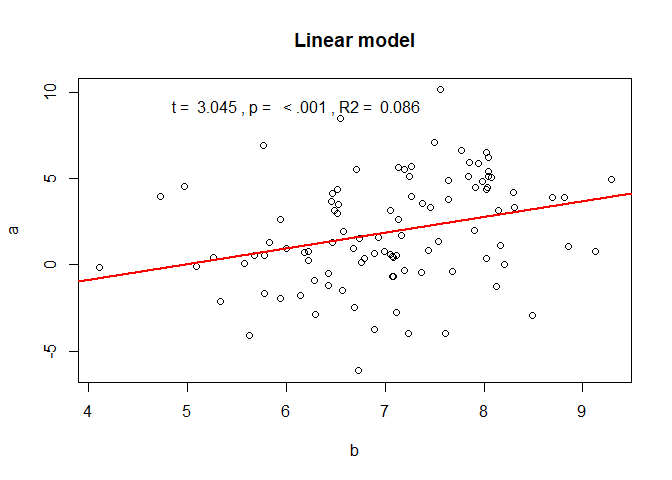 Linear model
t = 3.045 , p = < .001 , R2 = 0.086
10
5
0
-5
a
4 5 6 7 8 9
b